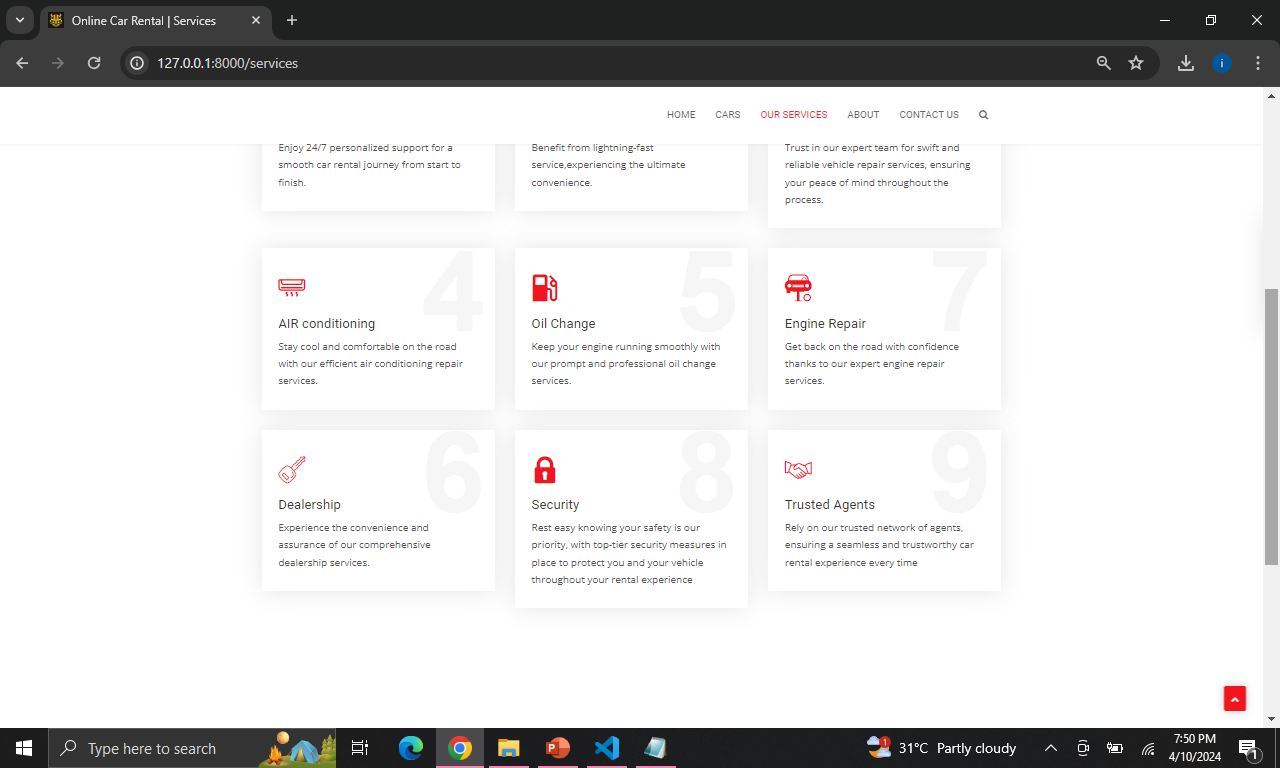 Online Car Rental | Services
127.0.0.1:8000/services
i
HOME CARS OUR SERVICES ABOUT CONTACT US
Enjoy 24/7 personalized support for a
smooth car rental journey from start to
finish.
Benefit from lightning-fast
service,experiencing the ultimate
convenience.
Trust in our expert team for swift and
reliable vehicle repair services, ensuring
your peace of mind throughout the
process.
4
AIR conditioning
Stay cool and comfortable on the road
with our efficient air conditioning repair
services.
5
Oil Change
Keep your engine running smoothly with
our prompt and professional oil change
services.
7
Engine Repair
Get back on the road with confidence
thanks to our expert engine repair
services.
6
Dealership
Experience the convenience and
assurance of our comprehensive
dealership services.
8
Security
Rest easy knowing your safety is our
priority, with top-tier security measures in
place to protect you and your vehicle
throughout your rental experience
9
Trusted Agents
Rely on our trusted network of agents,
ensuring a seamless and trustworthy car
rental experience every time
Type here to search
P
1
31°C Partly cloudy
7:50 PM
4/10/2024
1